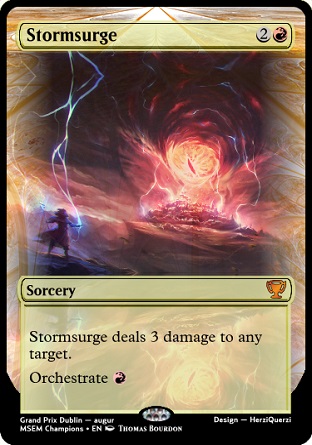 Stormsurge 2
Sorcery
Stormsurge deals 3 damage to any
target.
Orchestrate
Grand Prix Dublin — augur Design — HerziQuerzi
MSEM Champions • EN Thomas Bourdon